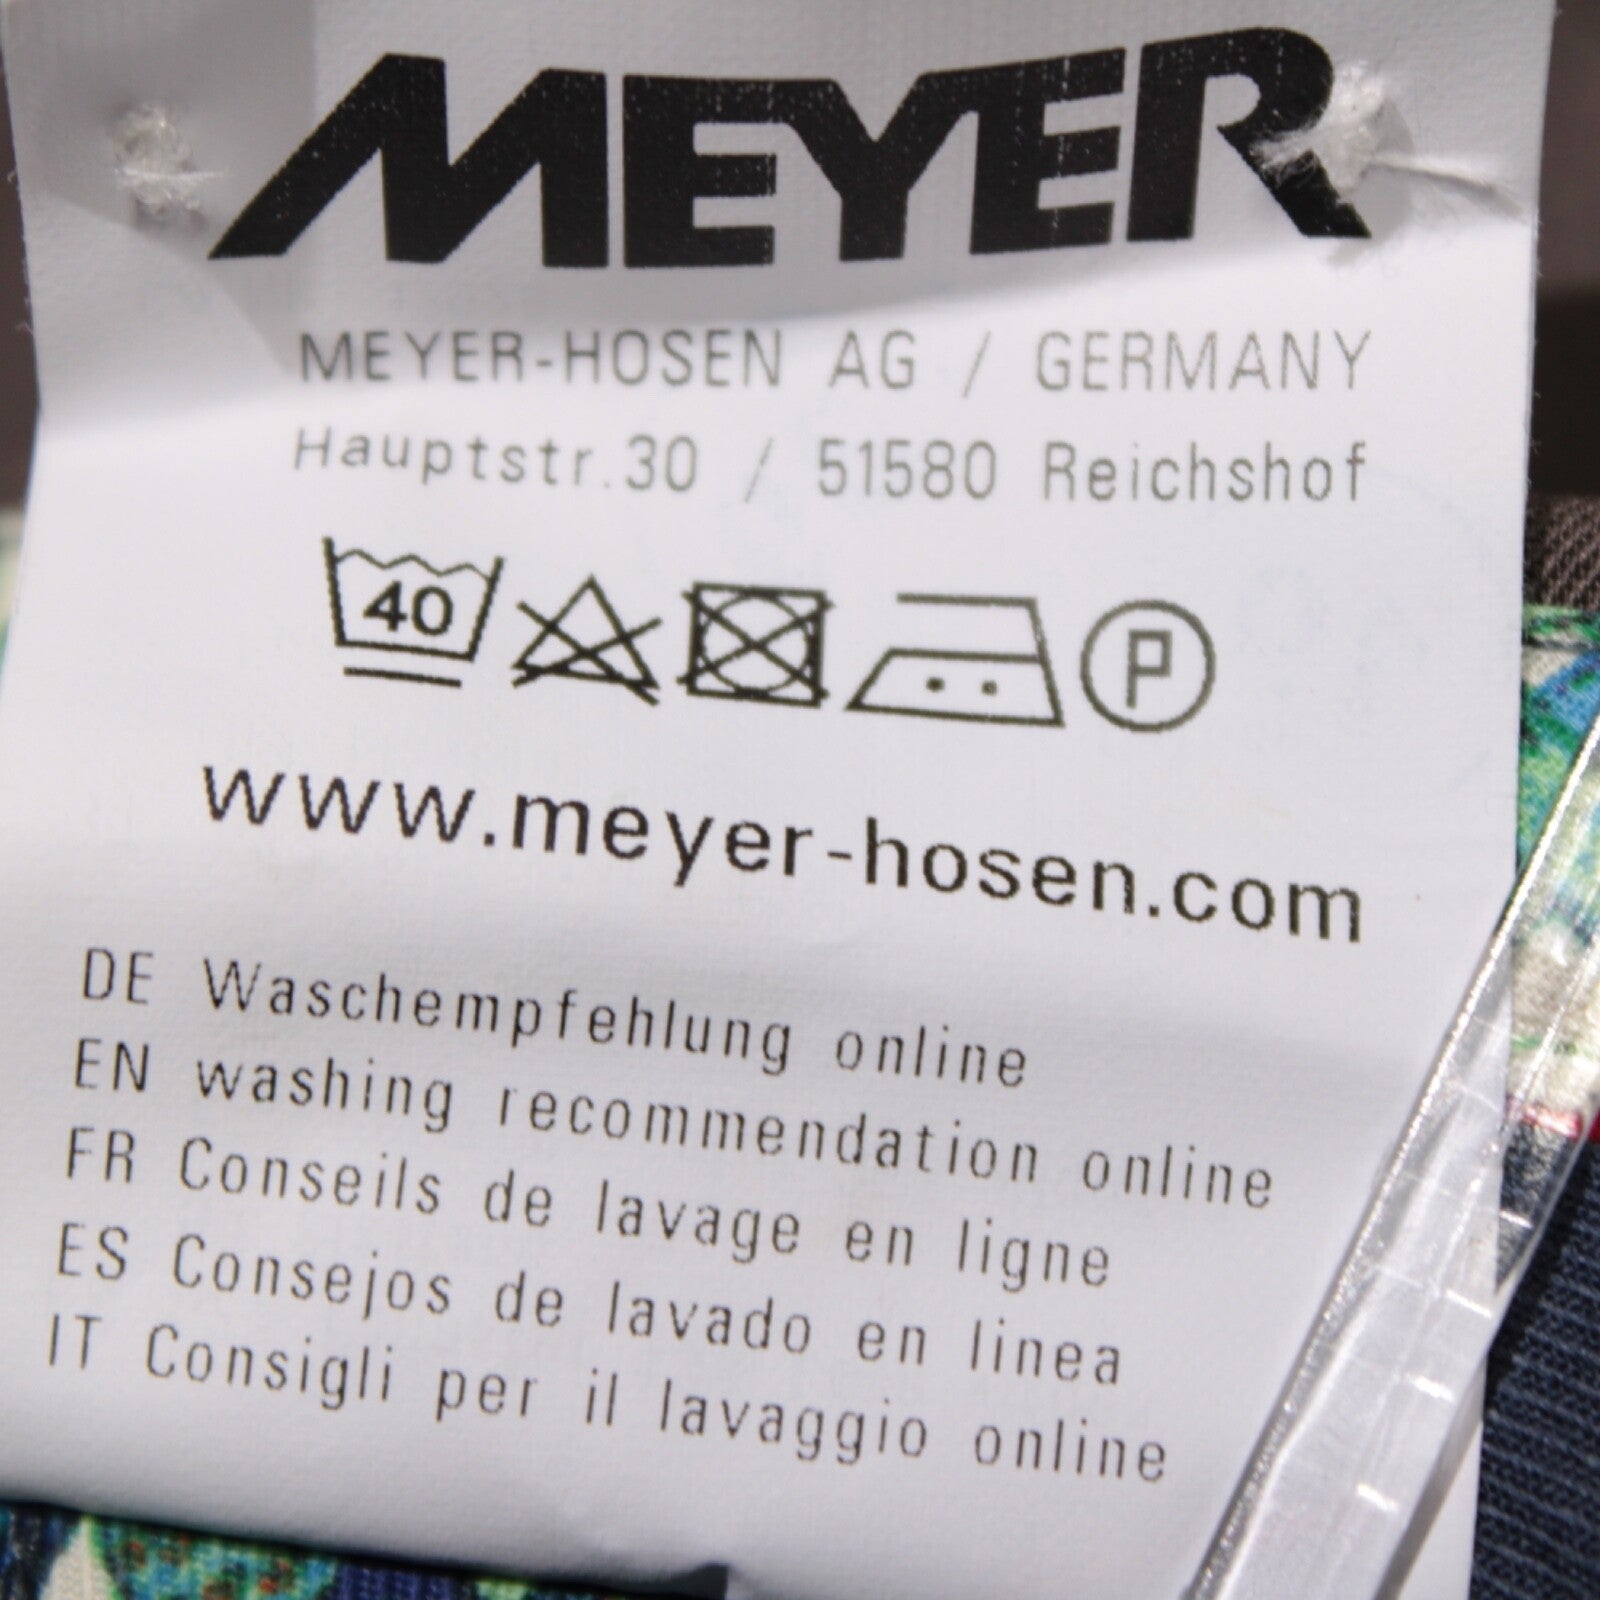 MEYER
MEYER-HOSEN AG / GERMANY
Hauptstr.30 / 51580 Reichshof
40 P
www.meyer-hosen.com
DE Waschempfehlung online
EN washing recommendation online
FR Conseils de lavage en ligne
ES Consejos de lavado en linea
IT Consigli per il lavaggio online